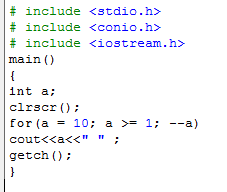 # include <stdio.h>
# include <conio.h>
# include <iostream.h>
main()
{
int a;
clrscr();
for(a = 10; a >= 1; --a)
cout<<a<<" " ;
getch();
}